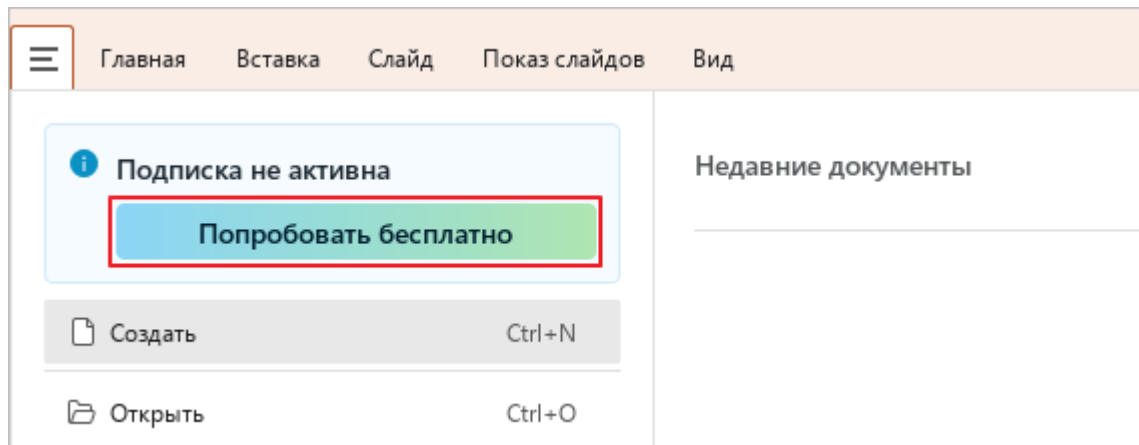 Главная Вставка Слайд Показ слайдов Вид
Подписка не активна
Попробовать бесплатно
Создать Ctrl+N
Открыть Ctrl+O
Недавние документы